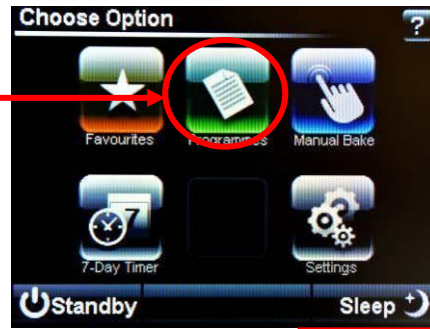 Choose Option ?
Favourites Programmes Manual Bake
7
7-Day Timer Settings
Standby Sleep